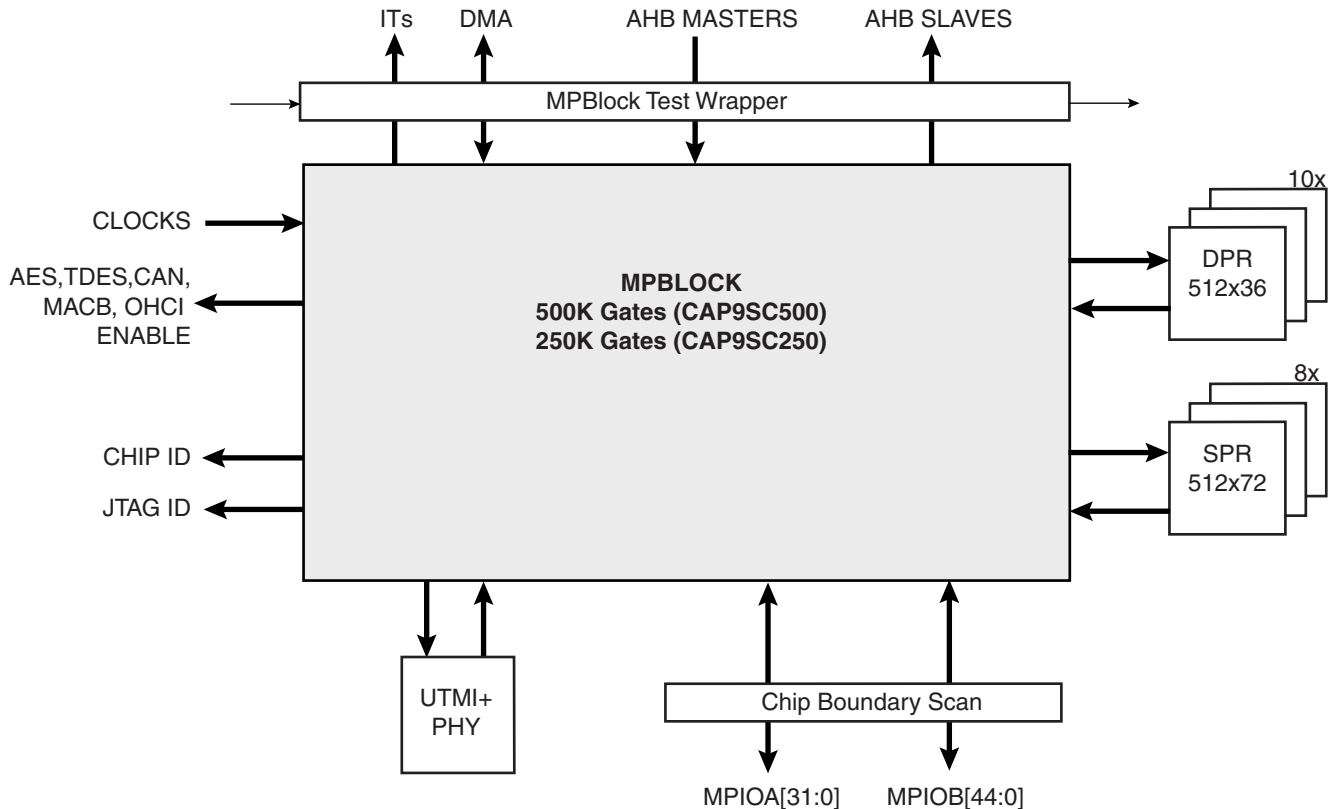 ITs DMA AHB MASTERS AHB SLAVES
MPBlock Test Wrapper
10x
CLOCKS
AES,TDES,CAN,
MACB, OHCI
ENABLE
MPBLOCK
500K Gates (CAP9SC500)
250K Gates (CAP9SC250)
DPR
512x36
8x
SPR
512x72
CHIP ID
JTAG ID
UTMI+
PHY
Chip Boundary Scan
MPIOA[31:0] MPIOB[44:0]